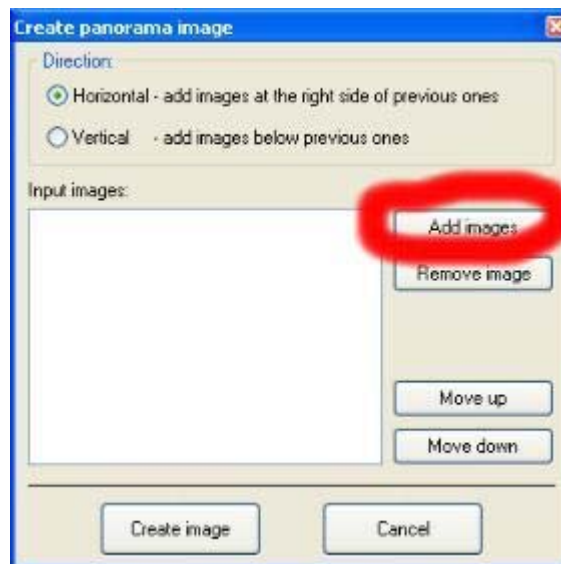 Create panorama image
Direction:
Horizontal - add images at the right side of previous ones
Vertical - add images below previous ones
Input images:
Add images
Remove image
Move up
Move down
Create image
Cancel